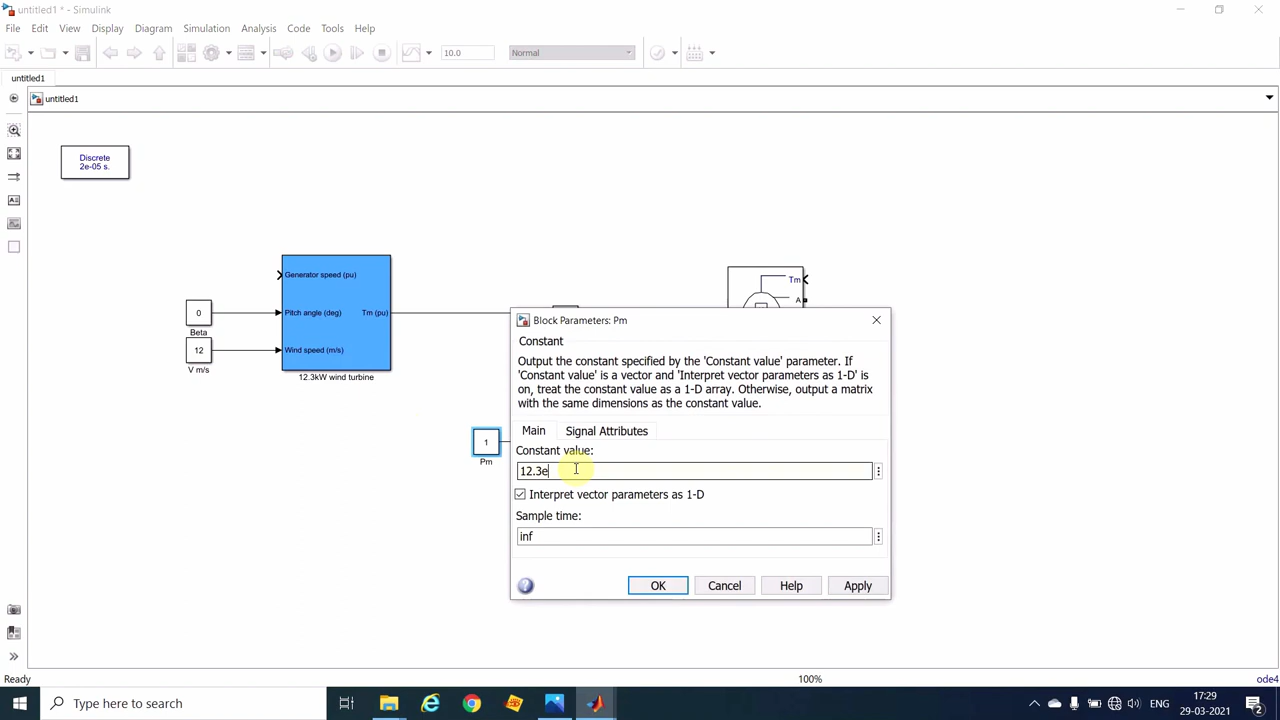 untitled1 * - Simulink
File Edit View Display Diagram Simulation Analysis Code Tools Help
10.0
Normal
untitled1
untitled1
Discrete
2e-05 s.
Generator speed (pu)
Pitch angle (deg)
Tm (pu)
Wind speed (m/s)
12.3kW wind turbine
0
Beta
12
V m/s
Tm
A
1
Pm
Block Parameters: Pm
Constant
Output the constant specified by the 'Constant value' parameter. If
'Constant value' is a vector and 'Interpret vector parameters as 1-D' is
on, treat the constant value as a 1-D array. Otherwise, output a matrix
with the same dimensions as the constant value.
Main Signal Attributes
Constant value:
12.3e
Interpret vector parameters as 1-D
Sample time:
inf
OK Cancel Help Apply
Ready 100% ode4
Type here to search
ENG
17:29
29-03-2021
2